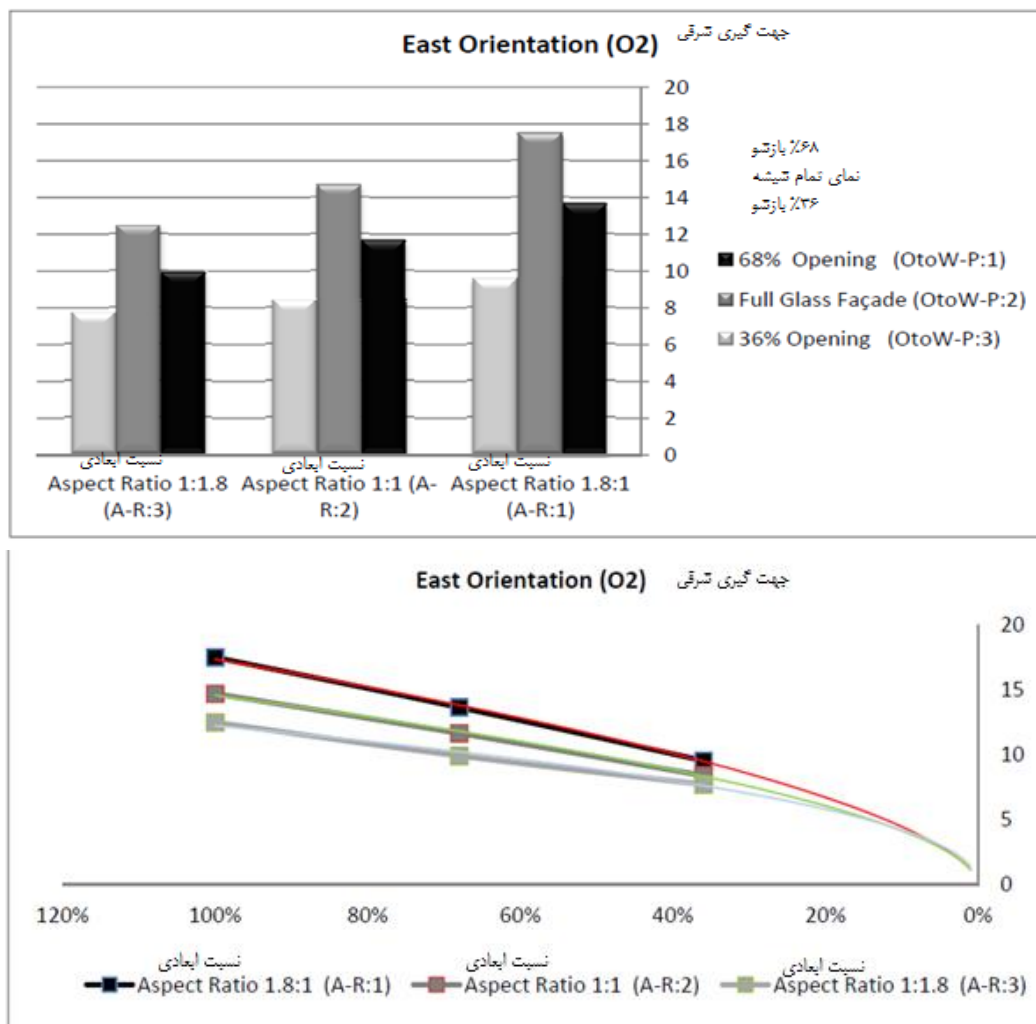 East Orientation (O2) جهت گیری شرقی
20
18
16
14
12
10
8
6
4
2
0
۶۸٪ بازشو
نمای تمام شیشه
۳۶٪ بازشو
68% Opening (OtoW-P:1)
Full Glass Façade (OtoW-P:2)
36% Opening (OtoW-P:3)
نسبت ابعادی نسبت ابعادی نسبت ابعادی
Aspect Ratio 1:1.8 Aspect Ratio 1:1 (A- Aspect Ratio 1.8:1
(A-R:3) R:2) (A-R:1)
East Orientation (O2) جهت گیری شرقی
20
15
10
5
0
120% 100% 80% 60% 40% 20% 0%
نسبت ابعادی نسبت ابعادی نسبت ابعادی
Aspect Ratio 1.8:1 (A-R:1) Aspect Ratio 1:1 (A-R:2) Aspect Ratio 1:1.8 (A-R:3)